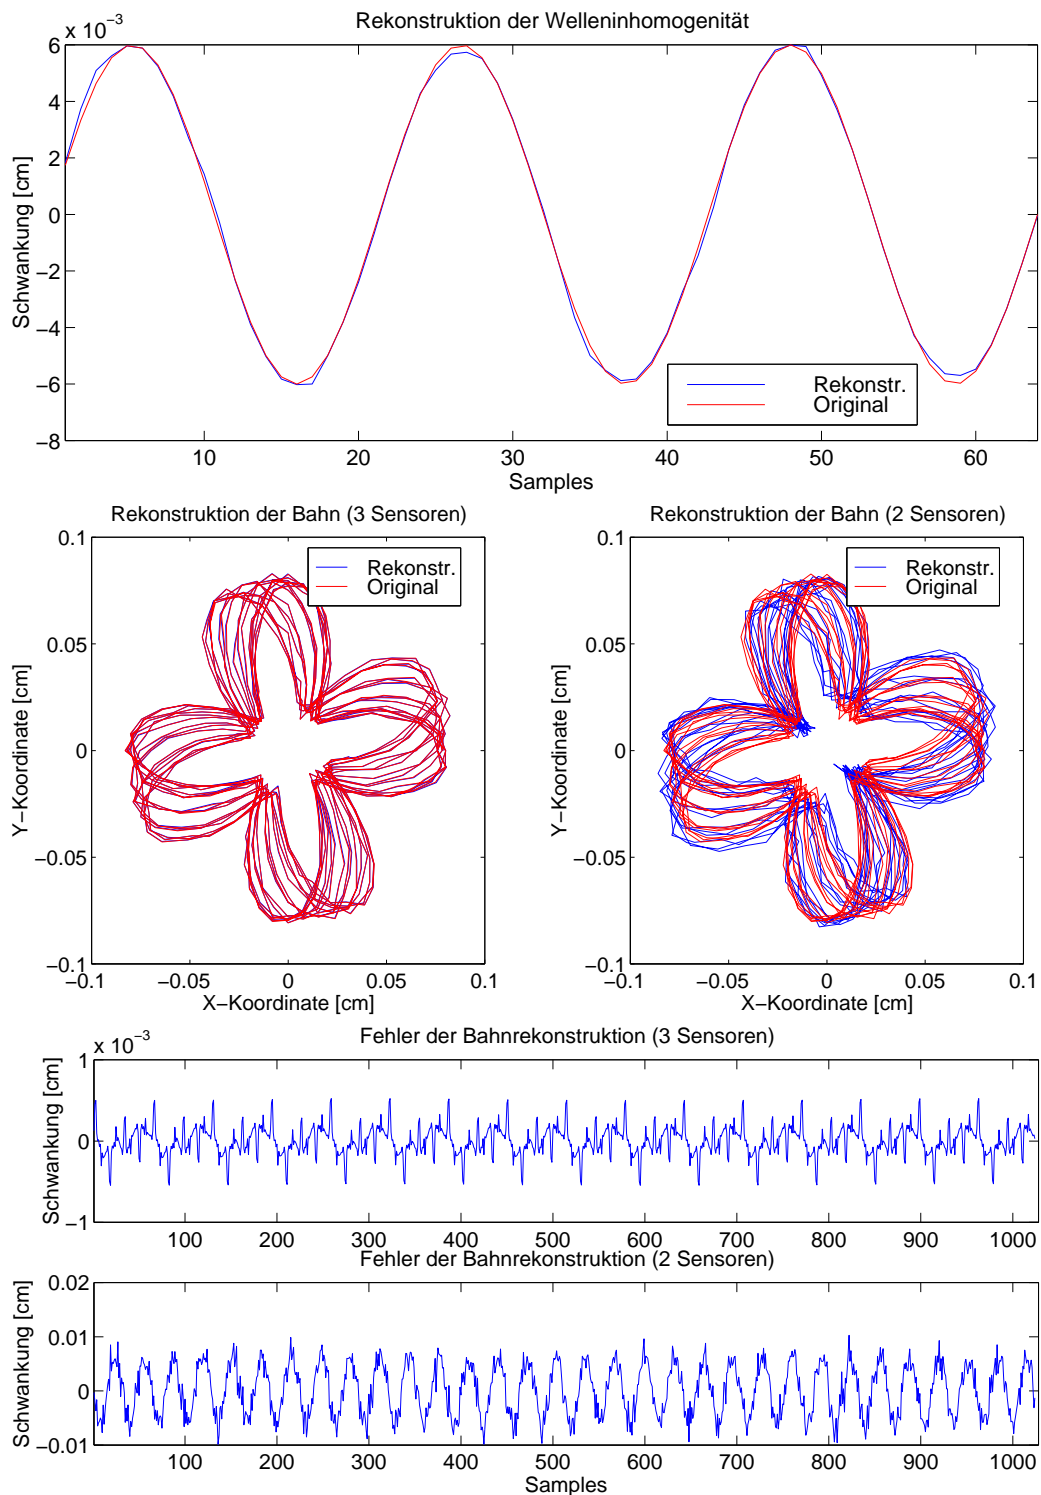 Rekonstruktion der Welleninhomogenität
x 10−3
6
4
2
0
−2
−4
−6
−8
Schwankung [cm]
10 20 30 40 50 60
Samples
Rekonstr.
Original
Rekonstruktion der Bahn (3 Sensoren)
0.1
0.05
0
−0.05
−0.1
Y−Koordinate [cm]
−0.1 −0.05 0 0.05 0.1
X−Koordinate [cm]
Rekonstr.
Original
Rekonstruktion der Bahn (2 Sensoren)
0.1
0.05
0
−0.05
−0.1
Y−Koordinate [cm]
−0.1 −0.05 0 0.05 0.1
X−Koordinate [cm]
Rekonstr.
Original
Fehler der Bahnrekonstruktion (3 Sensoren)
x 10−3
1
0
−1
Schwankung [cm]
100 200 300 400 500 600 700 800 900 1000
Fehler der Bahnrekonstruktion (2 Sensoren)
0.02
0.01
0
−0.01
Schwankung [cm]
100 200 300 400 500 600 700 800 900 1000
Samples